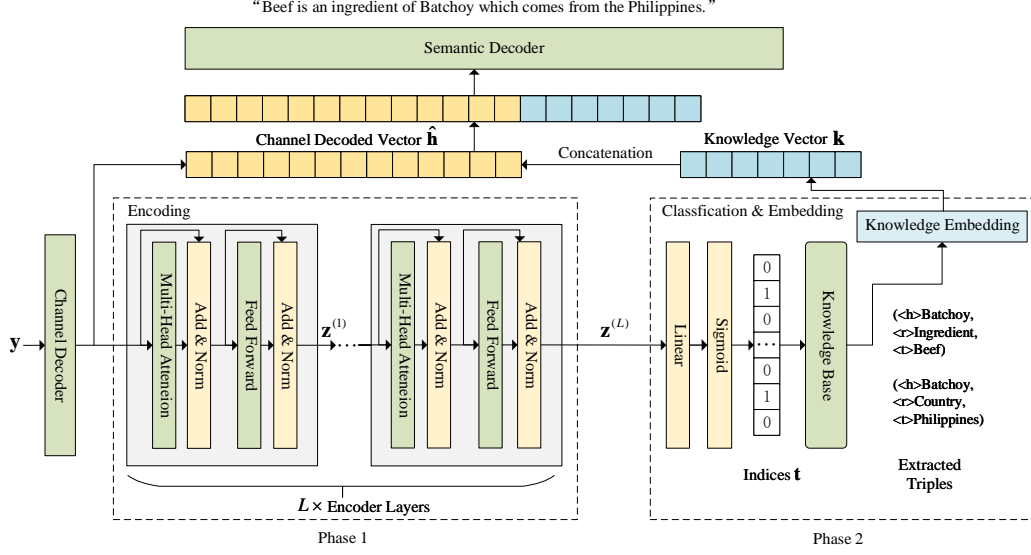 “Beef is an ingredient of Batchoy which comes from the Philippines.”
Semantic Decoder
Channel Decoded Vector ĥ
Knowledge Vector k
Concatenation
Encoding
Classfication & Embedding
Knowledge Embedding
y
Channel Decoder
Multi-Head Atteneion
Add & Norm
Feed Forward
Add & Norm
z(1)
······
Multi-Head Atteneion
Add & Norm
Feed Forward
Add & Norm
z(L)
Linear
Sigmoid
0
1
0
···
0
1
0
Knowledge Base
(<h>Batchoy,
<r>Ingredient,
<t>Beef)
(<h>Batchoy,
<r>Country,
<t>Philippines)
Indices t
Extracted
Triples
L × Encoder Layers
Phase 1
Phase 2